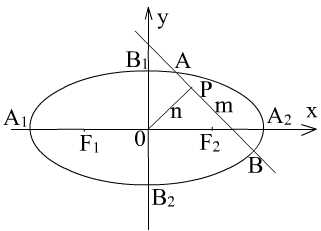 y
B₁ A
P
A₁ n m A₂ x
F₁ 0 F₂ B
B₂